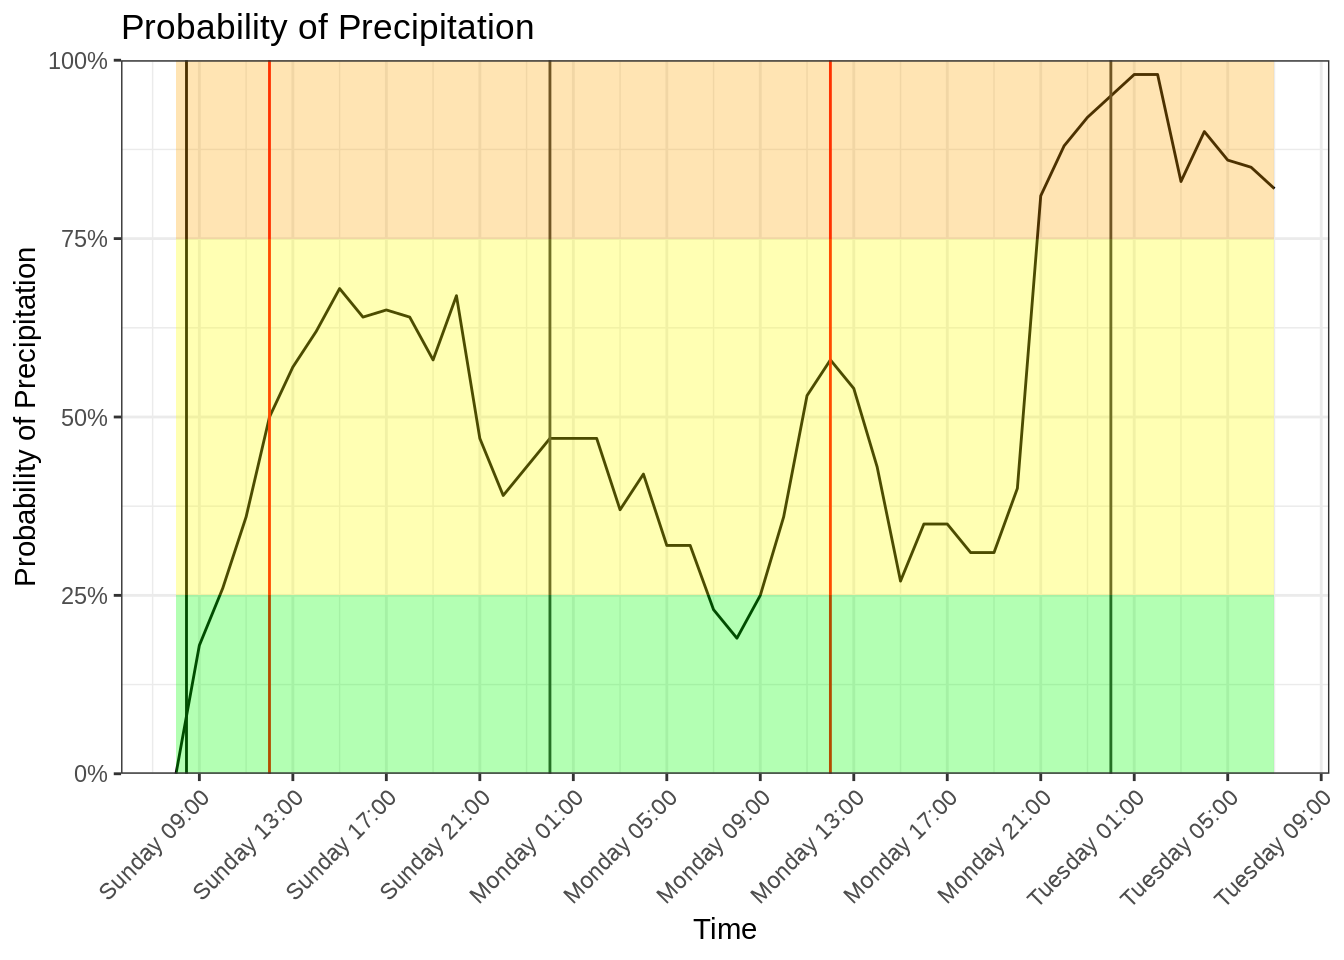 Probability of Precipitation
Probability of Precipitation
100%
75%
50%
25%
0%
Sunday 09:00
Sunday 13:00
Sunday 17:00
Sunday 21:00
Monday 01:00
Monday 05:00
Monday 09:00
Monday 13:00
Monday 17:00
Monday 21:00
Tuesday 01:00
Tuesday 05:00
Tuesday 09:00
Time